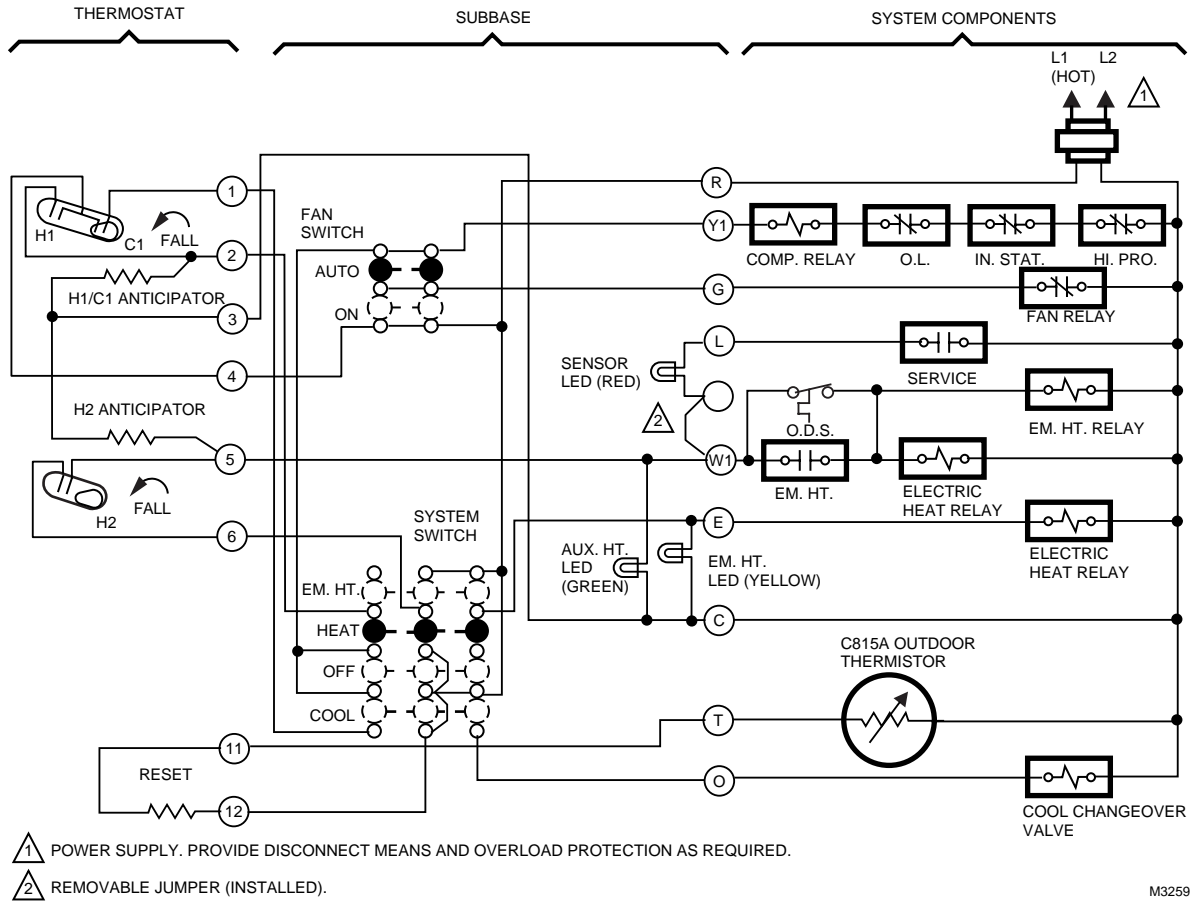 THERMOSTAT
SUBBASE
SYSTEM COMPONENTS
L1
(HOT)
L2
1
R
1
H1
C1
FALL
FAN
SWITCH
Y1
COMP. RELAY
O.L.
IN. STAT.
HI. PRO.
2
AUTO
H1/C1 ANTICIPATOR
G
FAN RELAY
3
ON
L
SERVICE
SENSOR
LED (RED)
4
H2 ANTICIPATOR
2
O.D.S.
EM. HT. RELAY
5
W1
EM. HT.
ELECTRIC
HEAT RELAY
H2
FALL
6
SYSTEM
SWITCH
E
ELECTRIC
HEAT RELAY
AUX. HT.
LED
(GREEN)
EM. HT.
LED (YELLOW)
EM. HT.
HEAT
C
OFF
C815A OUTDOOR
THERMISTOR
COOL
T
11
RESET
O
12
COOL CHANGEOVER
VALVE
1 POWER SUPPLY. PROVIDE DISCONNECT MEANS AND OVERLOAD PROTECTION AS REQUIRED.
2 REMOVABLE JUMPER (INSTALLED).
M3259